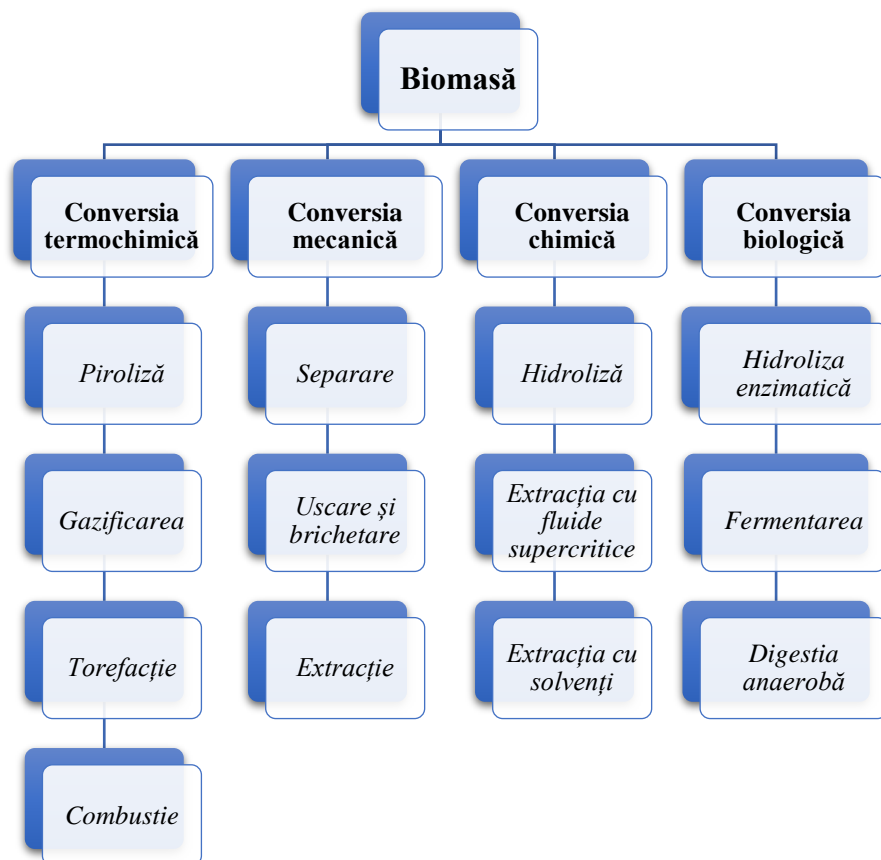 Biomasă
Conversia
termochimică
Conversia
mecanică
Conversia
chimică
Conversia
biologică
Piroliză
Separare
Hidroliză
Hidroliza
enzimatică
Gazificarea
Uscare și
brichetare
Extracția cu
fluide
supercritice
Fermentarea
Torefacție
Extracție
Extracția cu
solvenți
Digestia
anaerobă
Combustie